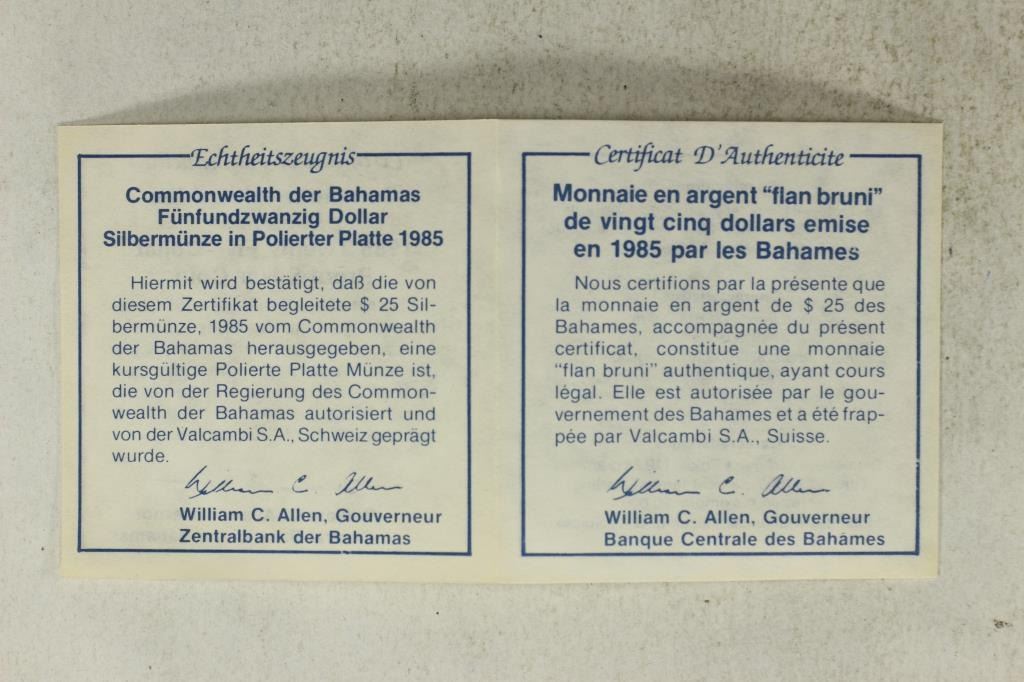 Echtheitszeugnis
Commonwealth der Bahamas
Fünfundzwanzig Dollar
Silbermünze in Polierter Platte 1985
Hiermit wird bestätigt, daß die von
diesem Zertifikat begleitete $ 25 Sil-
bermünze, 1985 vom Commonwealth
der Bahamas herausgegeben, eine
kursgültige Polierte Platte Münze ist,
die von der Regierung des Common-
wealth der Bahamas autorisiert und
von der Valcambi S.A., Schweiz geprägt
wurde.
William C. Allen
William C. Allen, Gouverneur
Zentralbank der Bahamas
Certificat D'Authenticite
Monnaie en argent "flan bruni"
de vingt cinq dollars emise
en 1985 par les Bahames
Nous certifions par la présente que
la monnaie en argent de $ 25 des
Bahames, accompagnée du présent
certificat, constitue une monnaie
"flan bruni" authentique, ayant cours
légal. Elle est autorisée par le gou-
vernement des Bahames et a été frap-
pée par Valcambi S.A., Suisse.
William C. Allen
William C. Allen, Gouverneur
Banque Centrale des Bahámes